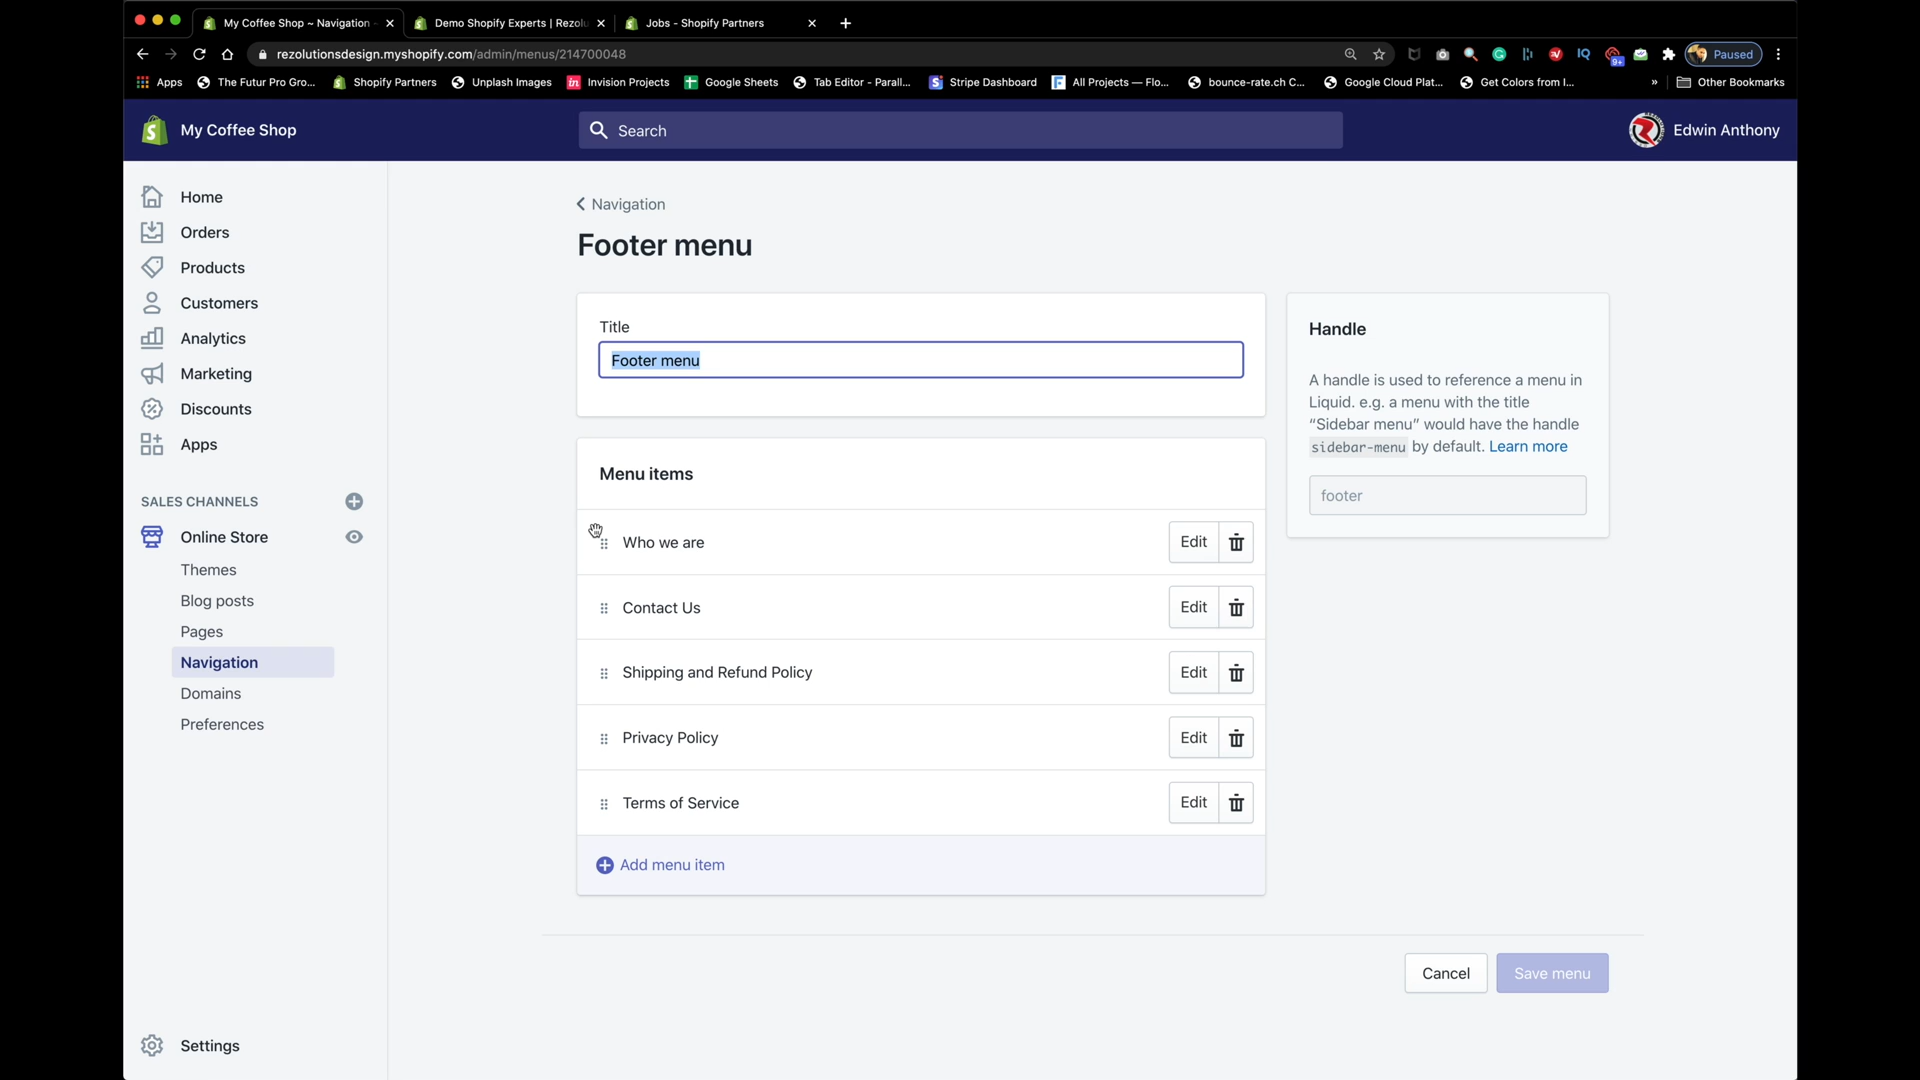 My Coffee Shop ~ Navigation
Demo Shopify Experts | Rezolu
Jobs - Shopify Partners
rezolutionsdesign.myshopify.com/admin/menus/214700048
9+
Paused
Apps
The Futur Pro Gro...
Shopify Partners
Unplash Images
Invision Projects
Google Sheets
Tab Editor - Parall...
Stripe Dashboard
All Projects — Flo...
bounce-rate.ch C...
Google Cloud Plat...
Get Colors from I...
»
Other Bookmarks
My Coffee Shop
Search
Edwin Anthony
Home
Orders
Products
Customers
Analytics
Marketing
Discounts
Apps
SALES CHANNELS
Online Store
Themes
Blog posts
Pages
Navigation
Domains
Preferences
Settings
Navigation
Footer menu
Title
Footer menu
Menu items
Who we are
Edit
Contact Us
Edit
Shipping and Refund Policy
Edit
Privacy Policy
Edit
Terms of Service
Edit
Add menu item
Handle
A handle is used to reference a menu in
Liquid. e.g. a menu with the title
“Sidebar menu” would have the handle
sidebar-menu by default. Learn more
footer
Cancel
Save menu